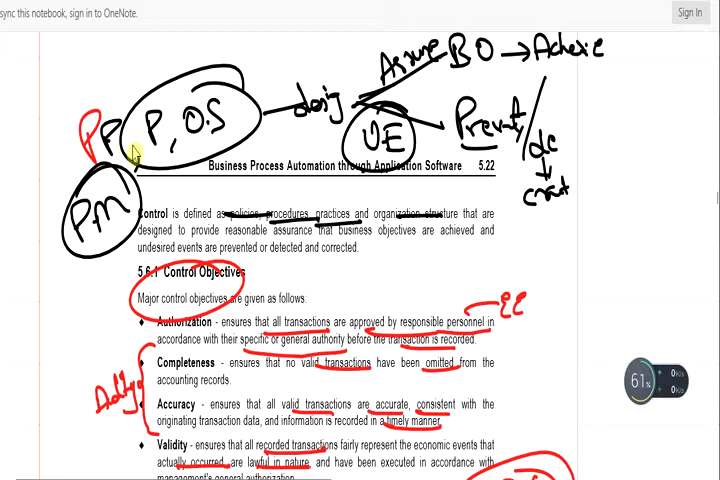 sync this notebook, sign in to OneNote.
Sign In
Assure BO → Achieve
P P P, O.S desig
UE
Prevent/
PM
Business Process Automation through Application Software 5.22
Control is defined as policies, procedures, practices and organization structure that are
designed to provide reasonable assurance that business objectives are achieved and
undesired events are prevented or detected and corrected.
5.6.1 Control Objectives
Major control objectives are given as follows:
♦ Authorization - ensures that all transactions are approved by responsible personnel in
accordance with their specific or general authority before the transaction is recorded.
♦ Completeness - ensures that no valid transactions have been omitted from the
accounting records.
♦ Accuracy - ensures that all valid transactions are accurate, consistent with the
originating transaction data, and information is recorded in a timely manner.
♦ Validity - ensures that all recorded transactions fairly represent the economic events that
actually occurred, are lawful in nature, and have been executed in accordance with
management's general authorization.
61%
+ 0K/s
+ 0K/s